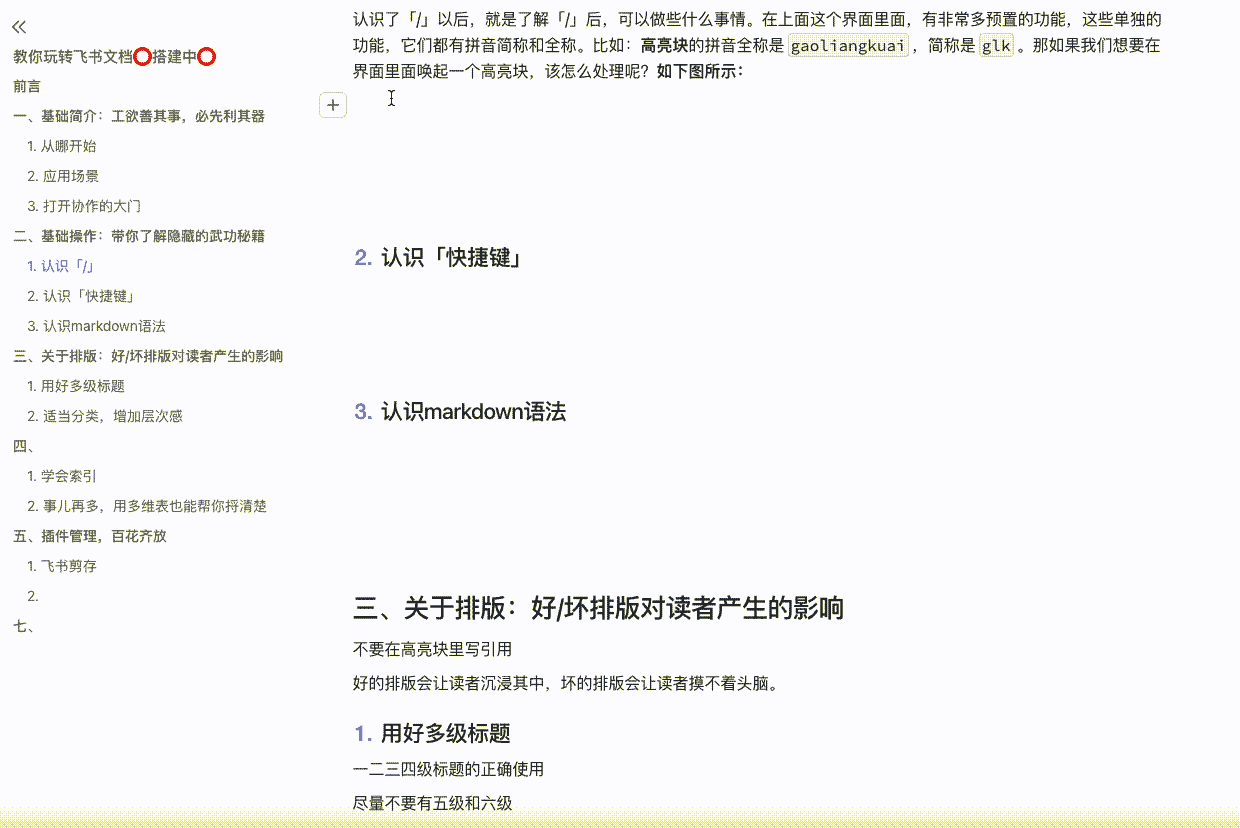 教你玩转飞书文档⭕搭建中⭕
前言
一、基础简介：工欲善其事，必先利其器
1. 从哪开始
2. 应用场景
3. 打开协作的大门
二、基础操作：带你了解隐藏的武功秘籍
1. 认识「/」
2. 认识「快捷键」
3. 认识markdown语法
三、关于排版：好/坏排版对读者产生的影响
1. 用好多级标题
2. 适当分类，增加层次感
四、
1. 学会索引
2. 事儿再多，用多维表也能帮你捋清楚
五、插件管理，百花齐放
1. 飞书剪存
2.
七、
认识了「/」以后，就是了解「/」后，可以做些什么事情。在上面这个界面里面，有非常多预置的功能，这些单独的
功能，它们都有拼音简称和全称。比如：高亮块的拼音全称是 gaoliangkuai ，简称是 glk 。那如果我们想要在
界面里面唤起一个高亮块，该怎么处理呢？如下图所示：
2. 认识「快捷键」
3. 认识markdown语法
三、关于排版：好/坏排版对读者产生的影响
不要在高亮块里写引用
好的排版会让读者沉浸其中，坏的排版会让读者摸不着头脑。
1. 用好多级标题
一二三四级标题的正确使用
尽量不要有五级和六级